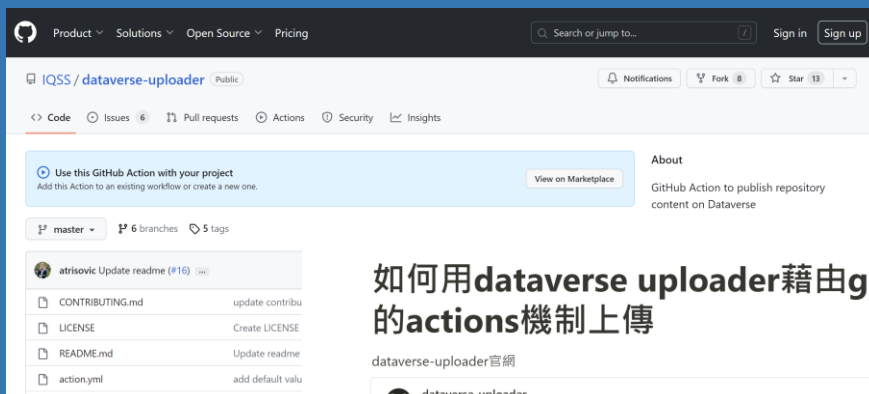 Product Solutions Open Source Pricing Search or jump to... / Sign in Sign up
IQSS / dataverse-uploader Public Notifications Fork 8 Star 13
Code Issues 6 Pull requests Actions Security Insights
Use this GitHub Action with your project
Add this Action to an existing workflow or create a new one.
View on Marketplace
About
GitHub Action to publish repository
content on Dataverse
master 6 branches 5 tags
atrisovic Update readme (#16) ...
CONTRIBUTING.md update contribu
LICENSE Create LICENSE
README.md Update readme
action.yml add default valu
如何用dataverse uploader藉由g
的actions機制上傳
dataverse-uploader官網
dataverse-uploader